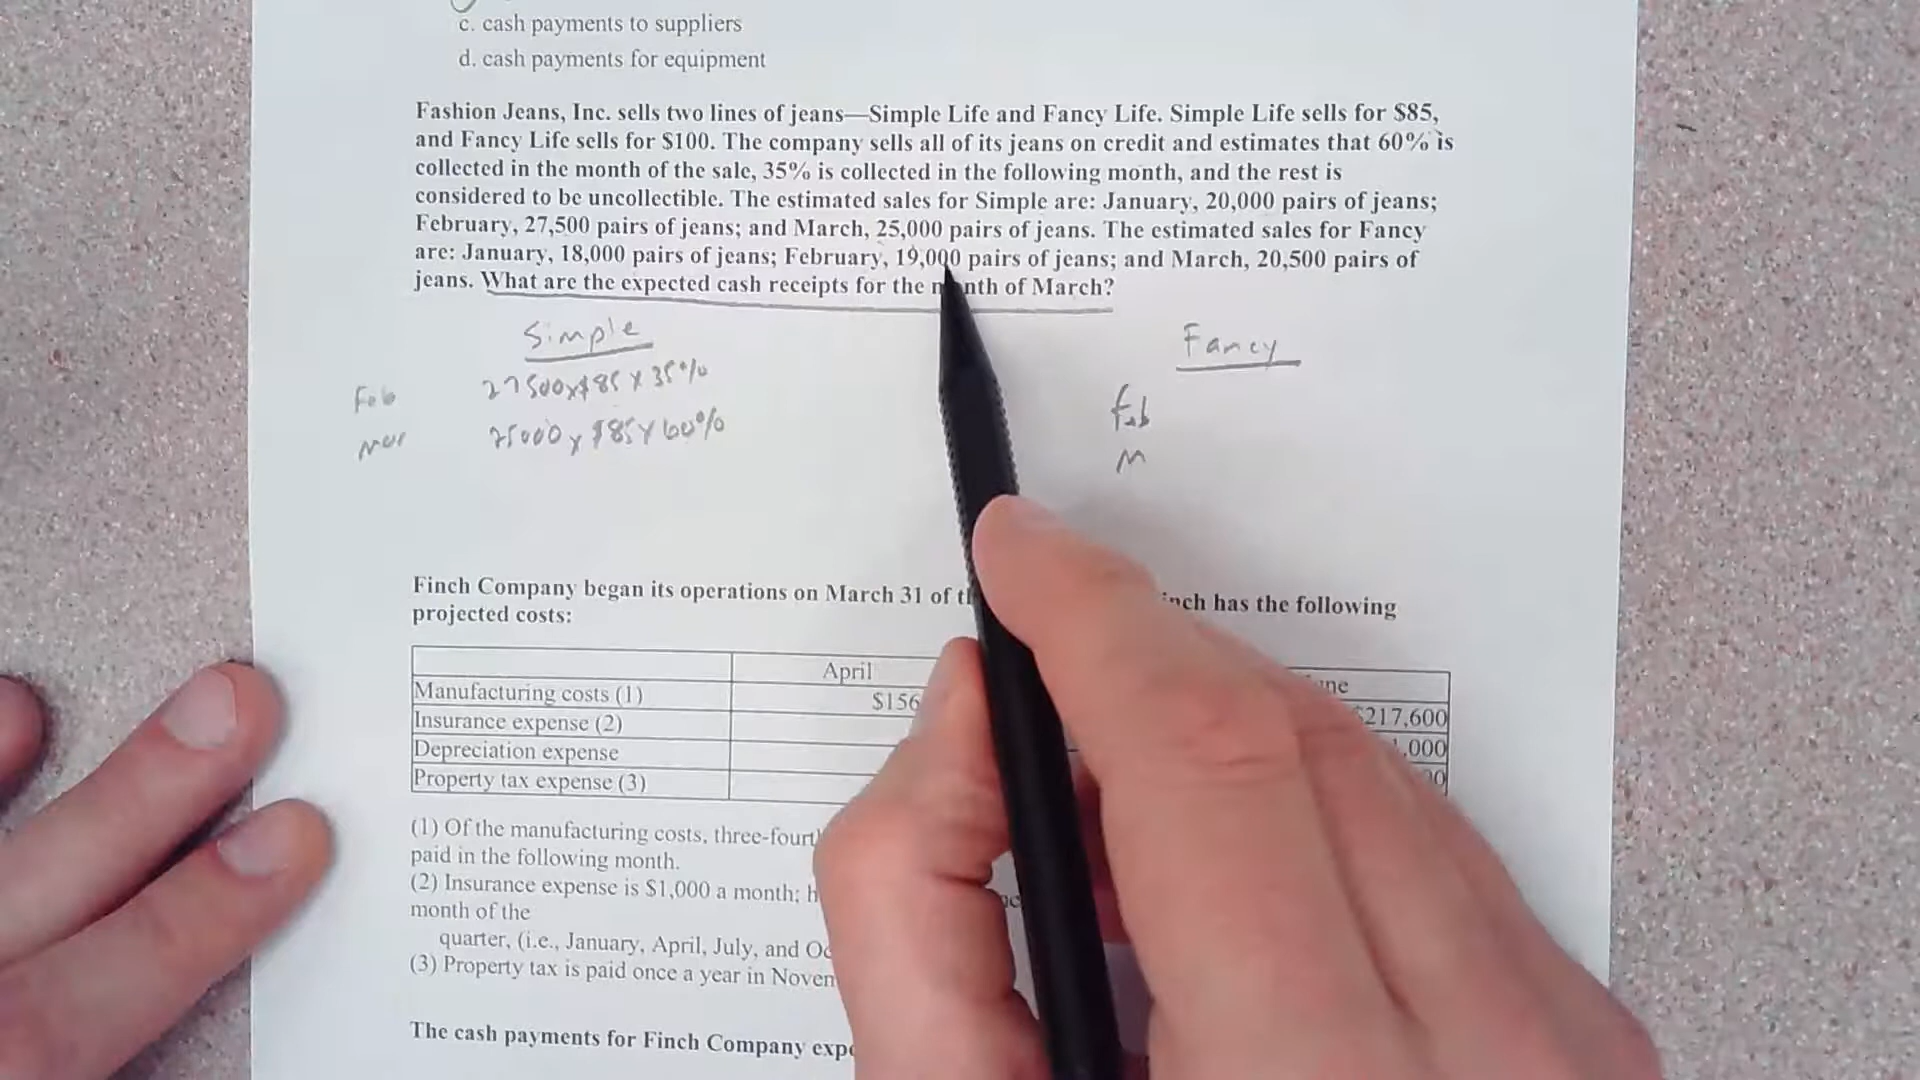 c. cash payments to suppliers
d. cash payments for equipment
Fashion Jeans, Inc. sells two lines of jeans—Simple Life and Fancy Life. Simple Life sells for $85,
and Fancy Life sells for $100. The company sells all of its jeans on credit and estimates that 60% is
collected in the month of the sale, 35% is collected in the following month, and the rest is
considered to be uncollectible. The estimated sales for Simple are: January, 20,000 pairs of jeans;
February, 27,500 pairs of jeans; and March, 25,000 pairs of jeans. The estimated sales for Fancy
are: January, 18,000 pairs of jeans; February, 19,000 pairs of jeans; and March, 20,500 pairs of
jeans. What are the expected cash receipts for the month of March?
Simple
Fancy
Feb 27500x$85 x 35%
Mar 25000 x $85 x 60%
Feb
M
Finch Company began its operations on March 31 of has the following
projected costs:
April
Manufacturing costs (1) $156 $217,600
Insurance expense (2) ,000
Depreciation expense
Property tax expense (3)
(1) Of the manufacturing costs,
paid in the following month.
(2) Insurance expense is $1,000 a month;
month of the
quarter, (i.e., January, April, July, and
(3) Property tax is paid once a year in
The cash payments for Finch Company